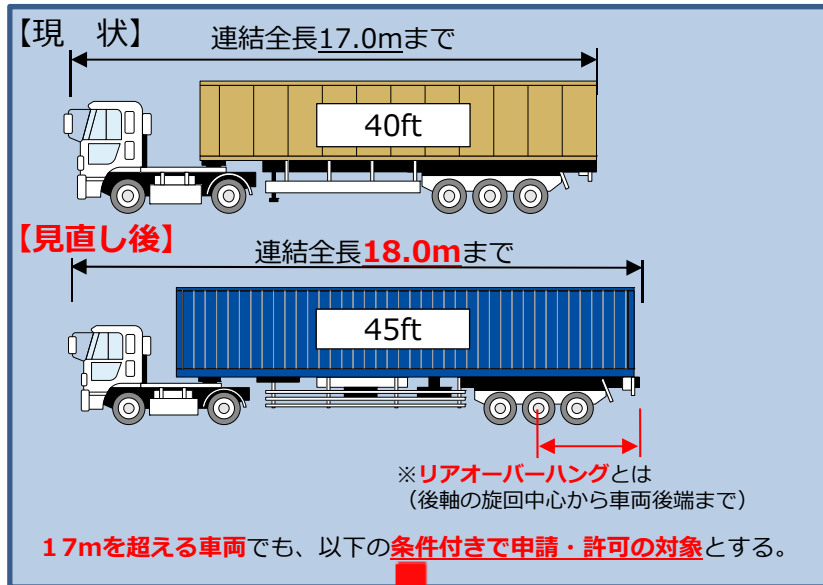 【現　状】
連結全長17.0mまで
40ft
【見直し後】
連結全長18.0mまで
45ft
※リアオーバーハングとは
（後軸の旋回中心から車両後端まで）
１7mを超える車両でも、以下の条件付きで申請・許可の対象とする。